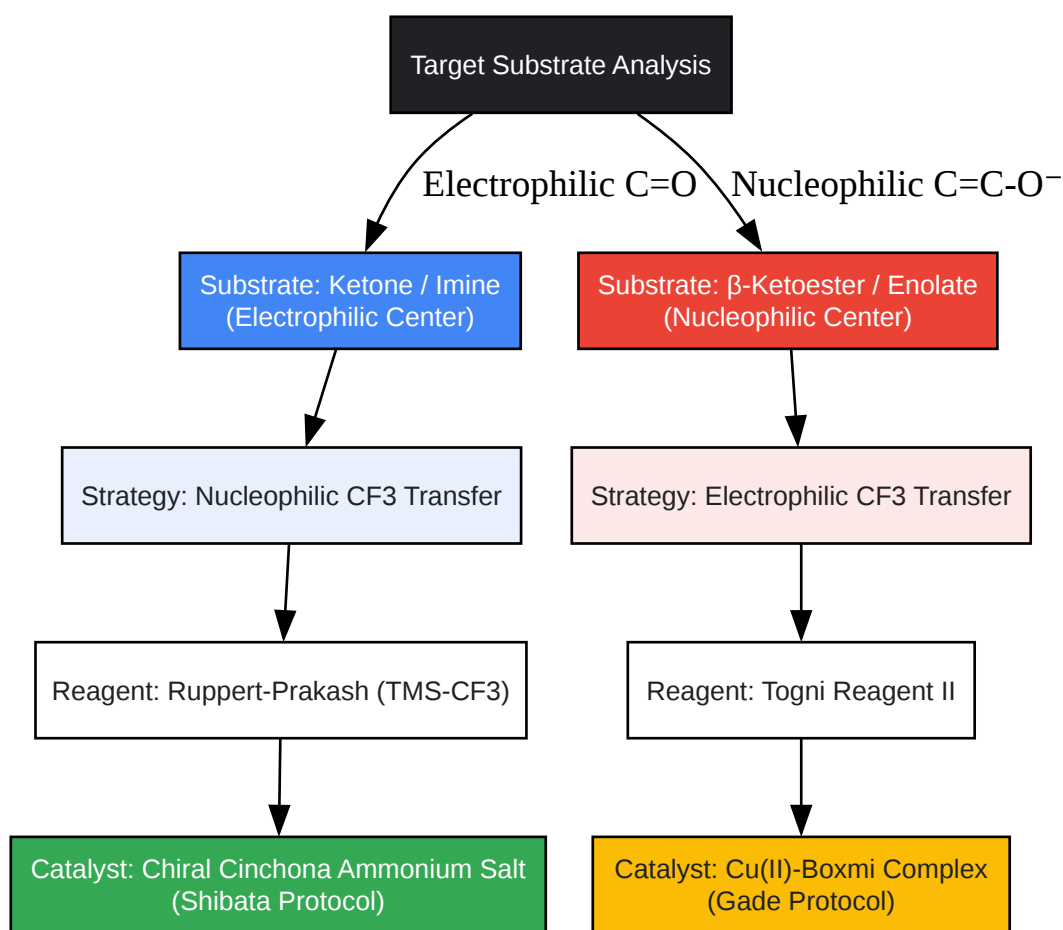 Target Substrate Analysis
Electrophilic C=O
Nucleophilic C=C-O⁻
Substrate: Ketone / Imine
(Electrophilic Center)
Substrate: β-Ketoester / Enolate
(Nucleophilic Center)
Strategy: Nucleophilic CF3 Transfer
Strategy: Electrophilic CF3 Transfer
Reagent: Ruppert-Prakash (TMS-CF3)
Reagent: Togni Reagent II
Catalyst: Chiral Cinchona Ammonium Salt
(Shibata Protocol)
Catalyst: Cu(II)-Boxmi Complex
(Gade Protocol)